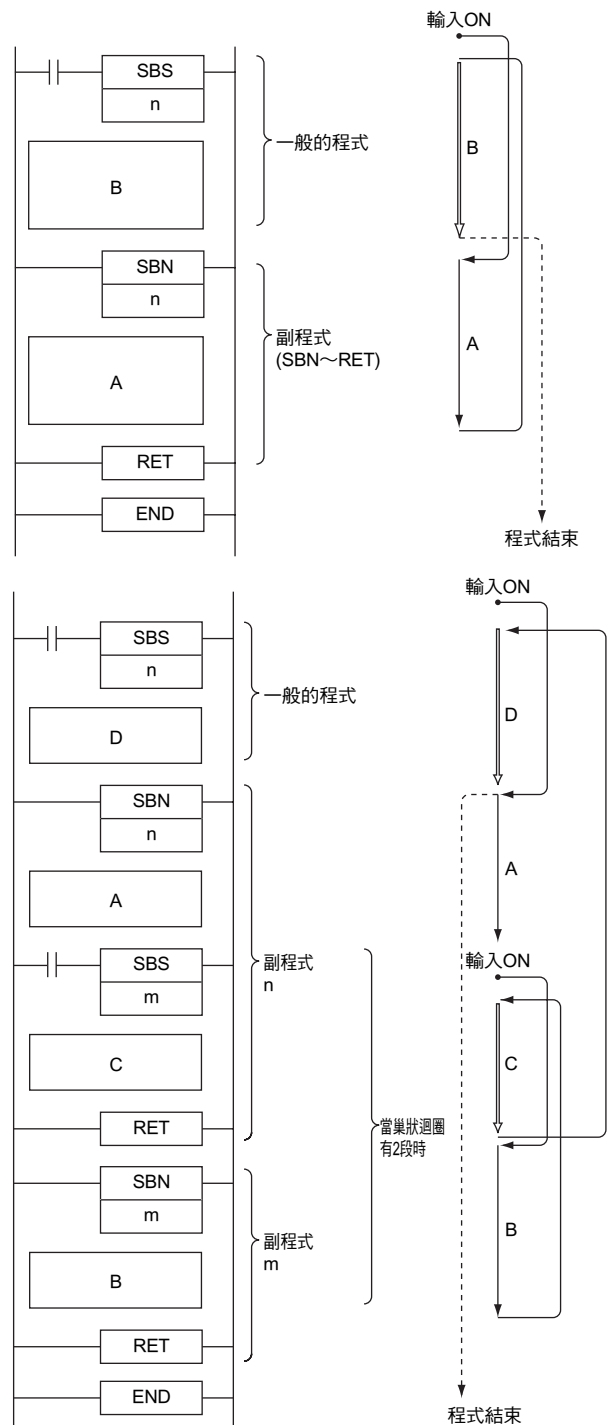 輸入ON
SBS
n
一般的程式
B
B
SBN
n
副程式
(SBN～RET)
A
A
RET
END
程式結束
輸入ON
SBS
n
一般的程式
D
D
SBN
n
A
A
SBS
m
副程式
n
輸入ON
C
C
當巢狀迴圈
有2段時
RET
SBN
m
副程式
m
B
B
RET
END
程式結束